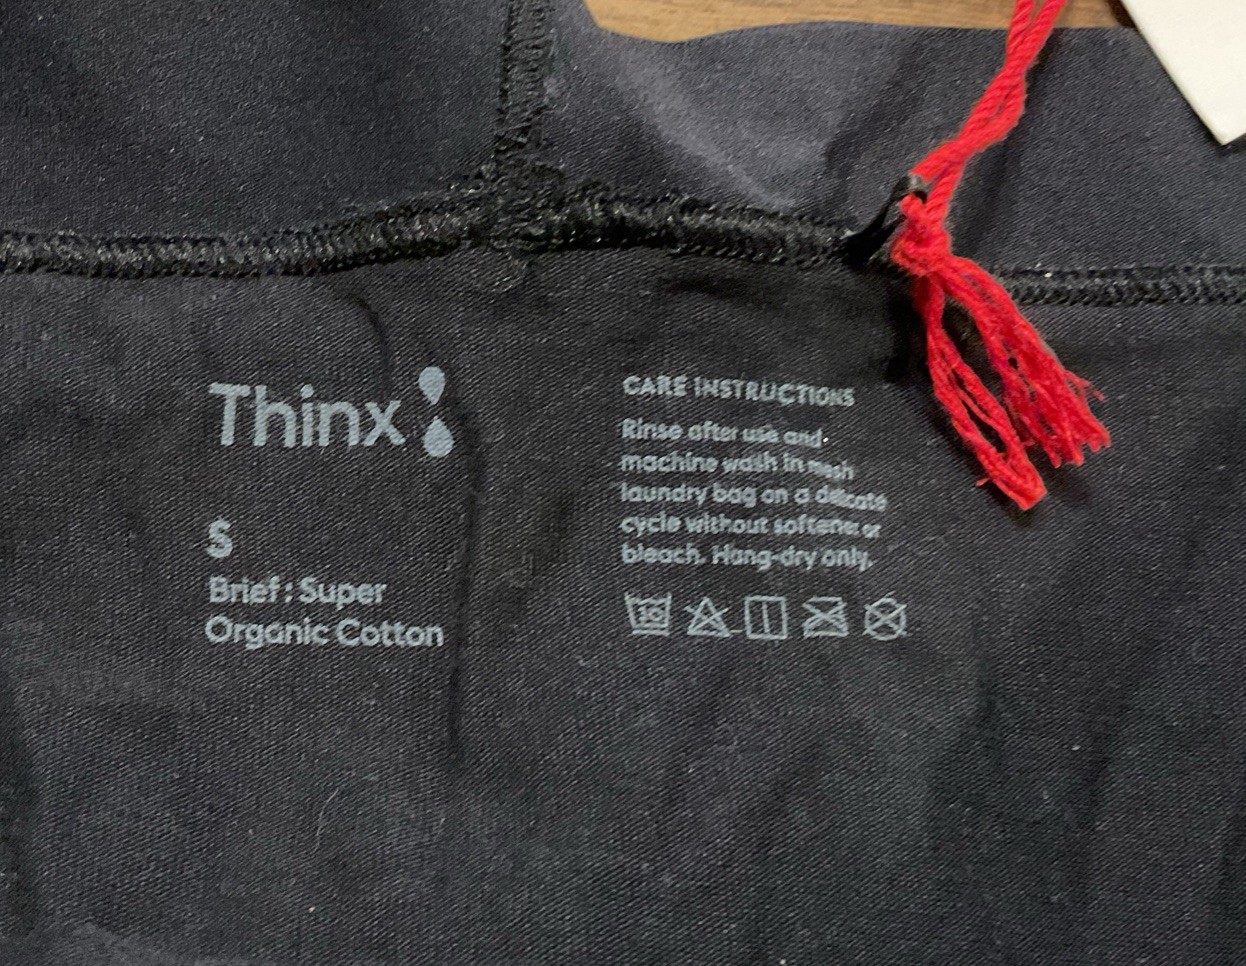 Thinx
S
Brief: Super
Organic Cotton
CARE INSTRUCTIONS
Rinse after use and
machine wash in mesh
laundry bag on a delicate
cycle without softener or
bleach. Hang-dry only.